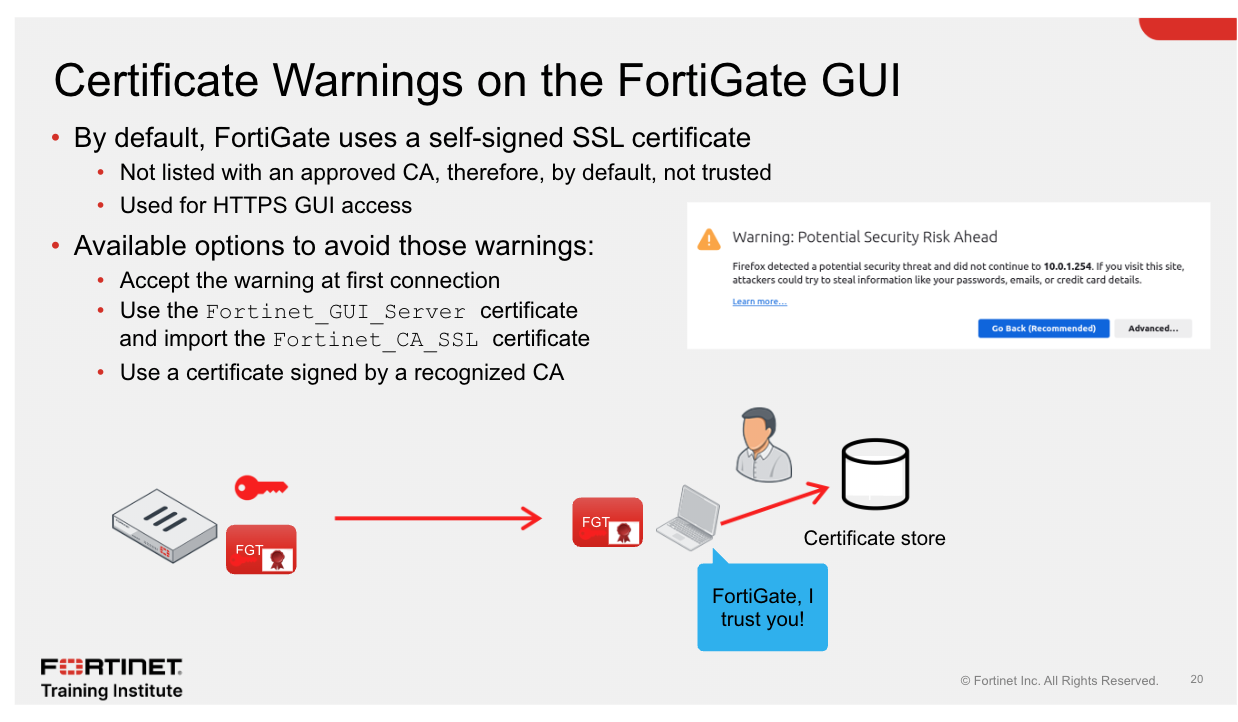 Certificate Warnings on the FortiGate GUI
• By default, FortiGate uses a self-signed SSL certificate
• Not listed with an approved CA, therefore, by default, not trusted
• Used for HTTPS GUI access
• Available options to avoid those warnings:
• Accept the warning at first connection
• Use the Fortinet_GUI_Server certificate
and import the Fortinet_CA_SSL certificate
• Use a certificate signed by a recognized CA
Warning: Potential Security Risk Ahead
Firefox detected a potential security threat and did not continue to 10.0.1.254. If you visit this site,
attackers could try to steal information like your passwords, emails, or credit card details.
Learn more...
Go Back (Recommended)
Advanced...
FGT
FGT
Certificate store
FortiGate, I
trust you!
FORTINET
Training Institute
© Fortinet Inc. All Rights Reserved.
20